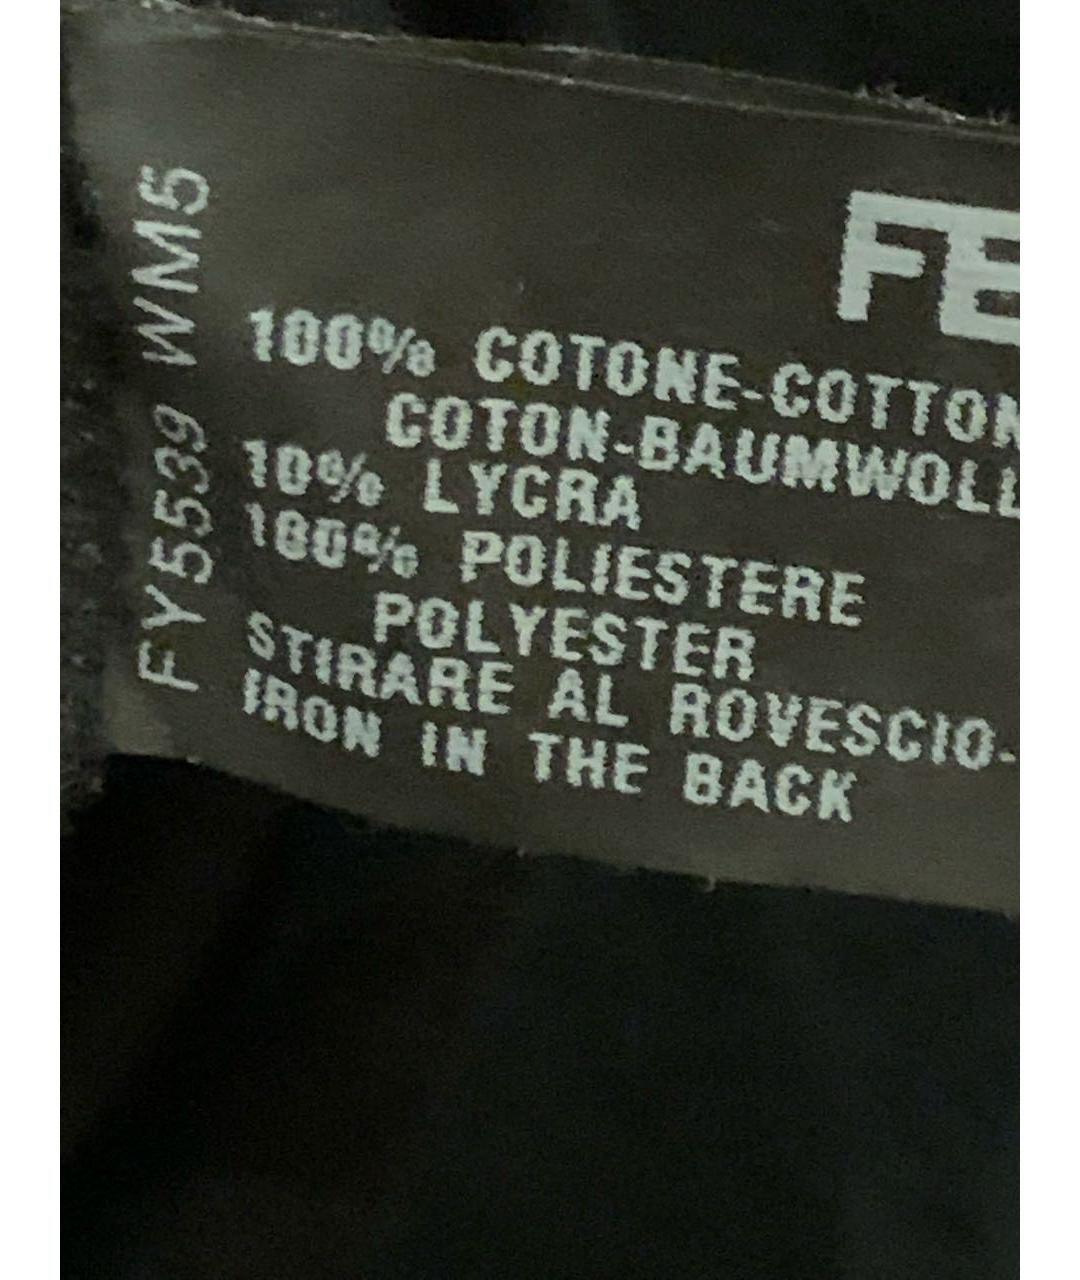 FE
100% COTONE-COTTON
COTON-BAUMWOLL
10% LYCRA
100% POLIESTERE
POLYESTER
STIRARE AL ROVESCIO-
IRON IN THE BACK
FY5539 WM5